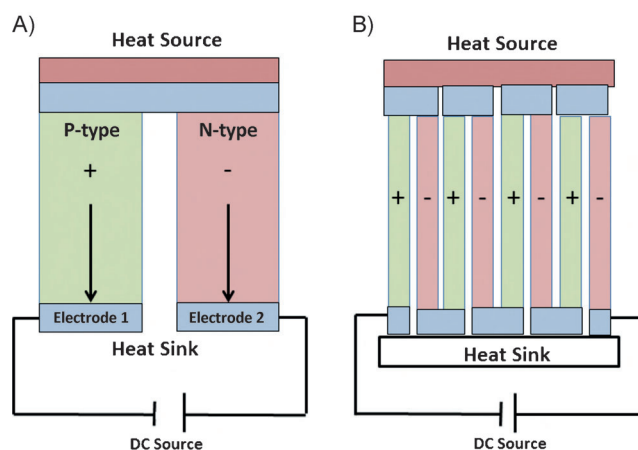 A)
Heat Source
P-type
N-type
+
-
Electrode 1
Electrode 2
Heat Sink
DC Source
B)
Heat Source
+ - + - + - + -
Heat Sink
DC Source